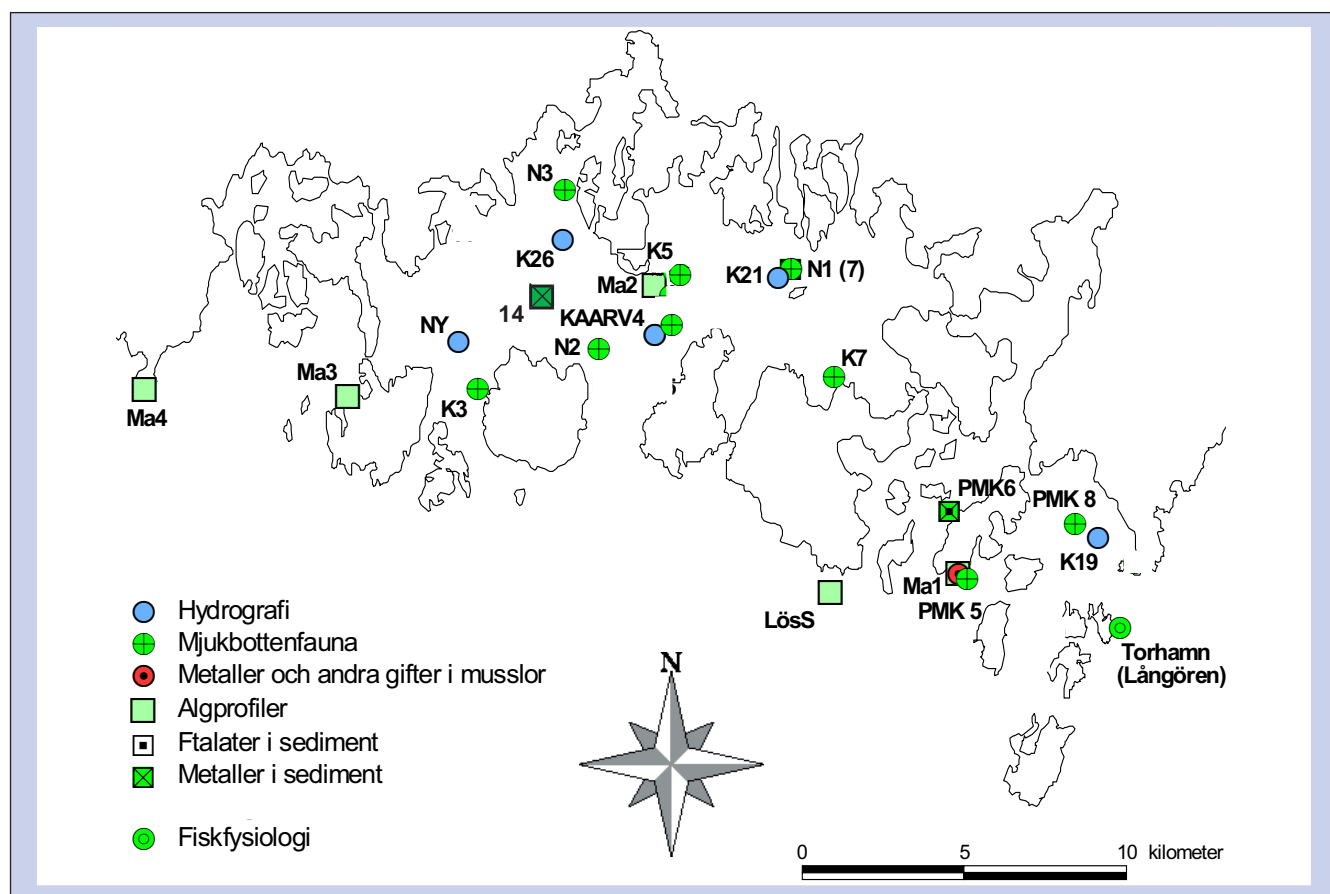 N3
K26
K5
Ma2
K21
N1 (7)
14
KAARV4
NY
N2
Ma3
K7
Ma4
K3
PMK6
PMK 8
K19
Ma1
PMK 5
LösS
Torhamn
(Långören)
Hydrografi
Mjukbottenfauna
Metaller och andra gifter i musslor
Algprofiler
Ftalater i sediment
Metaller i sediment
Fiskfysiologi
N
0 5 10 kilometer